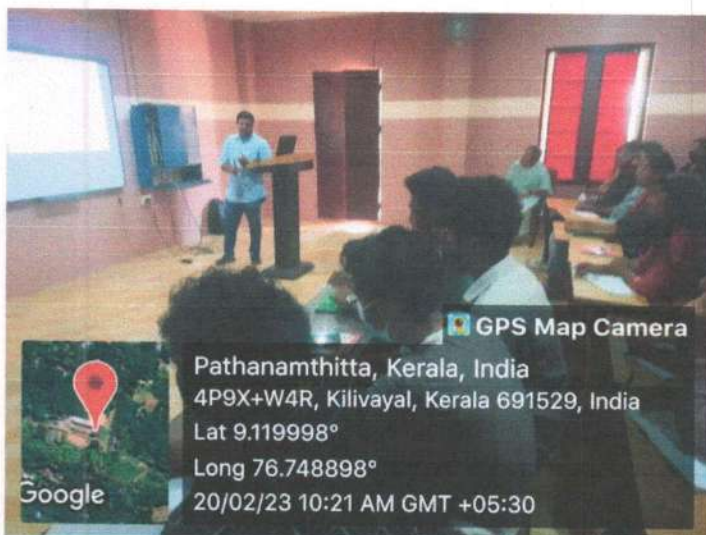 GPS Map Camera
Pathanamthitta, Kerala, India
4P9X+W4R, Kilivayal, Kerala 691529, India
Lat 9.119998°
Long 76.748898°
20/02/23 10:21 AM GMT +05:30
Google